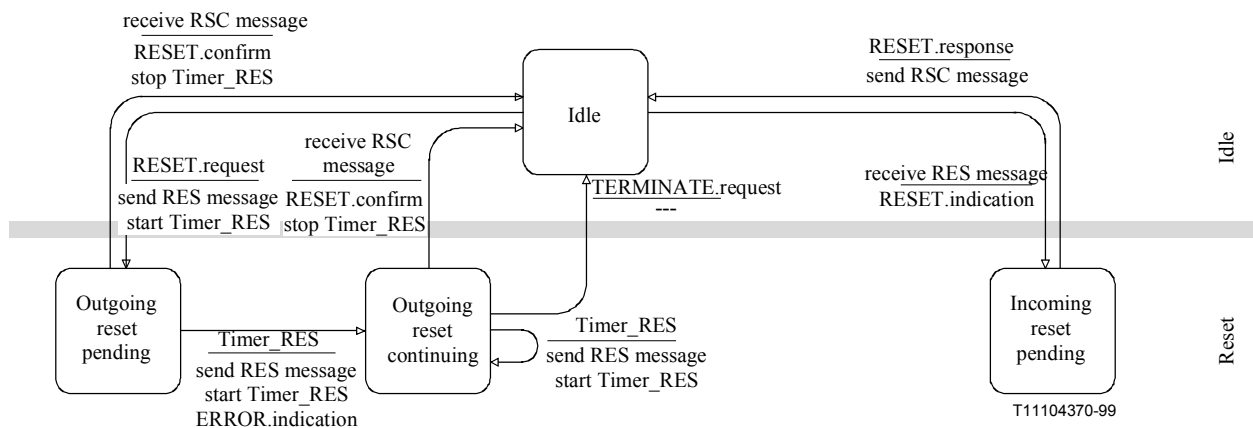 receive RSC message
RESET.confirm
stop Timer_RES
RESET.response
send RSC message
Idle
Idle
receive RSC
message
RESET.confirm
stop Timer_RES
RESET.request
send RES message
start Timer_RES
TERMINATE.request
---
receive RES message
RESET.indication
Outgoing
reset
pending
Outgoing
reset
continuing
Incoming
reset
pending
Reset
Timer_RES
send RES message
start Timer_RES
ERROR.indication
Timer_RES
send RES message
start Timer_RES
T11104370-99